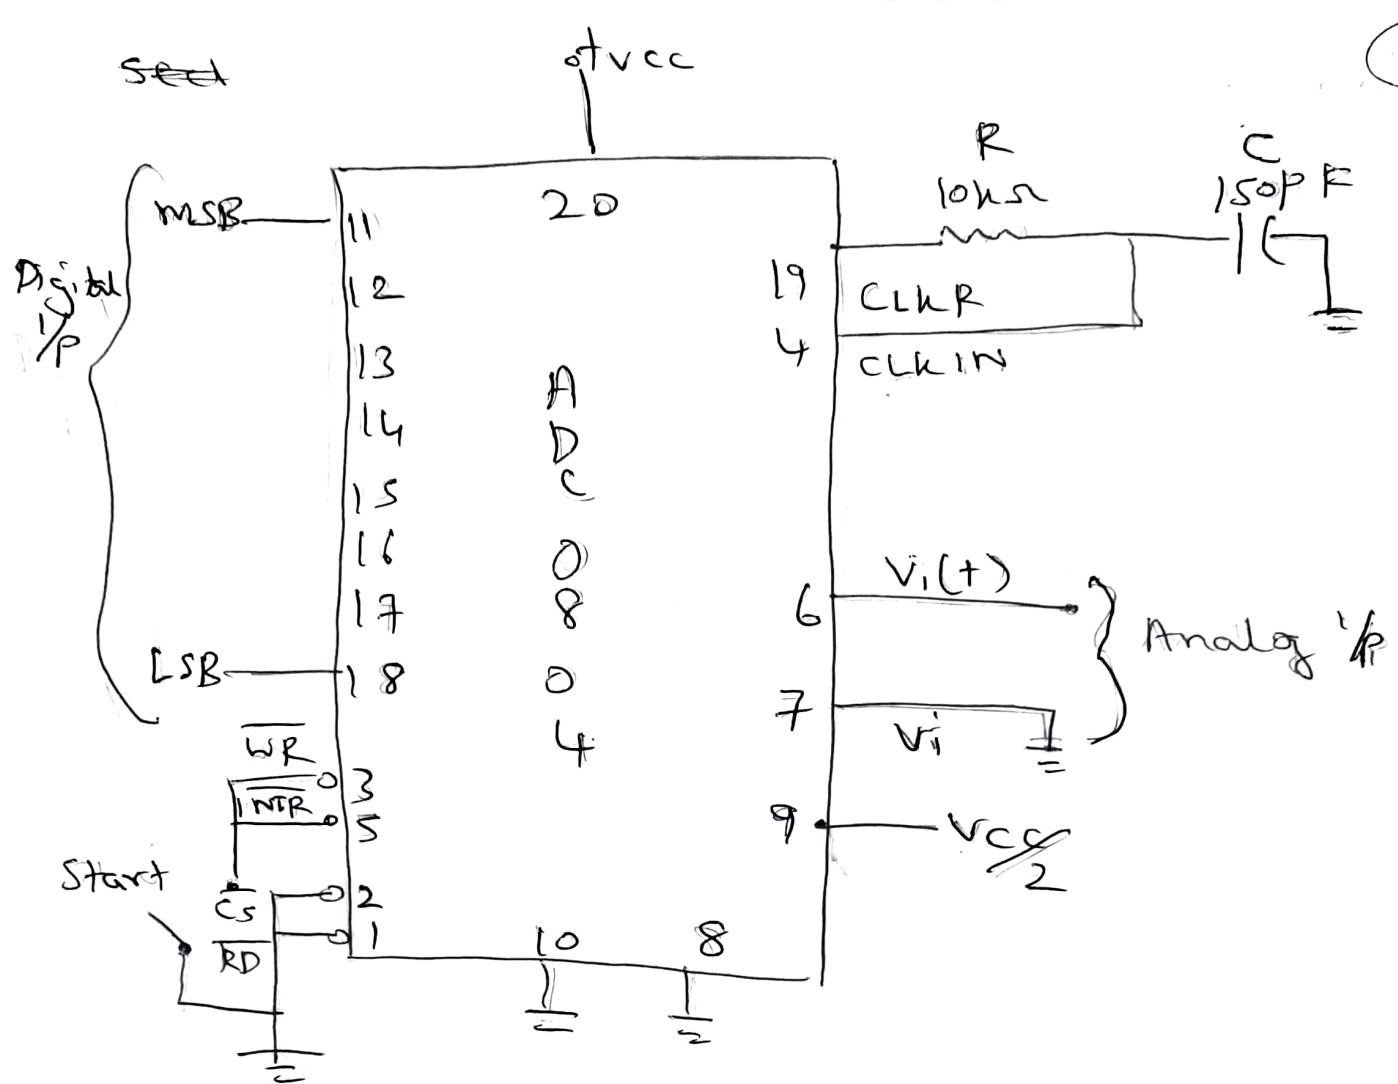 +VCC
R
10kΩ
C
150PF
MSB
11
20
Digital
I/P
12
19
CLKR
13
4
CLKIN
14
A
D
C
0
8
0
4
15
16
17
LSB
18
6
Vi(+)
Analog i/p
7
Vi
WR
3
INTR
5
9
VCC/2
Start
CS
2
RD
1
10
8